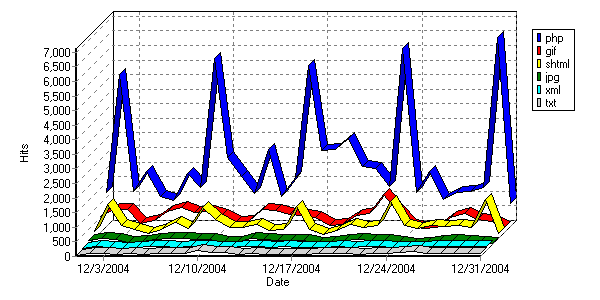 7,000
6,500
6,000
5,500
5,000
4,500
4,000
3,500
3,000
2,500
2,000
1,500
1,000
500
0
Hits
12/3/2004 12/10/2004 12/17/2004 12/24/2004 12/31/2004
Date
php
gif
shtml
jpg
xml
txt